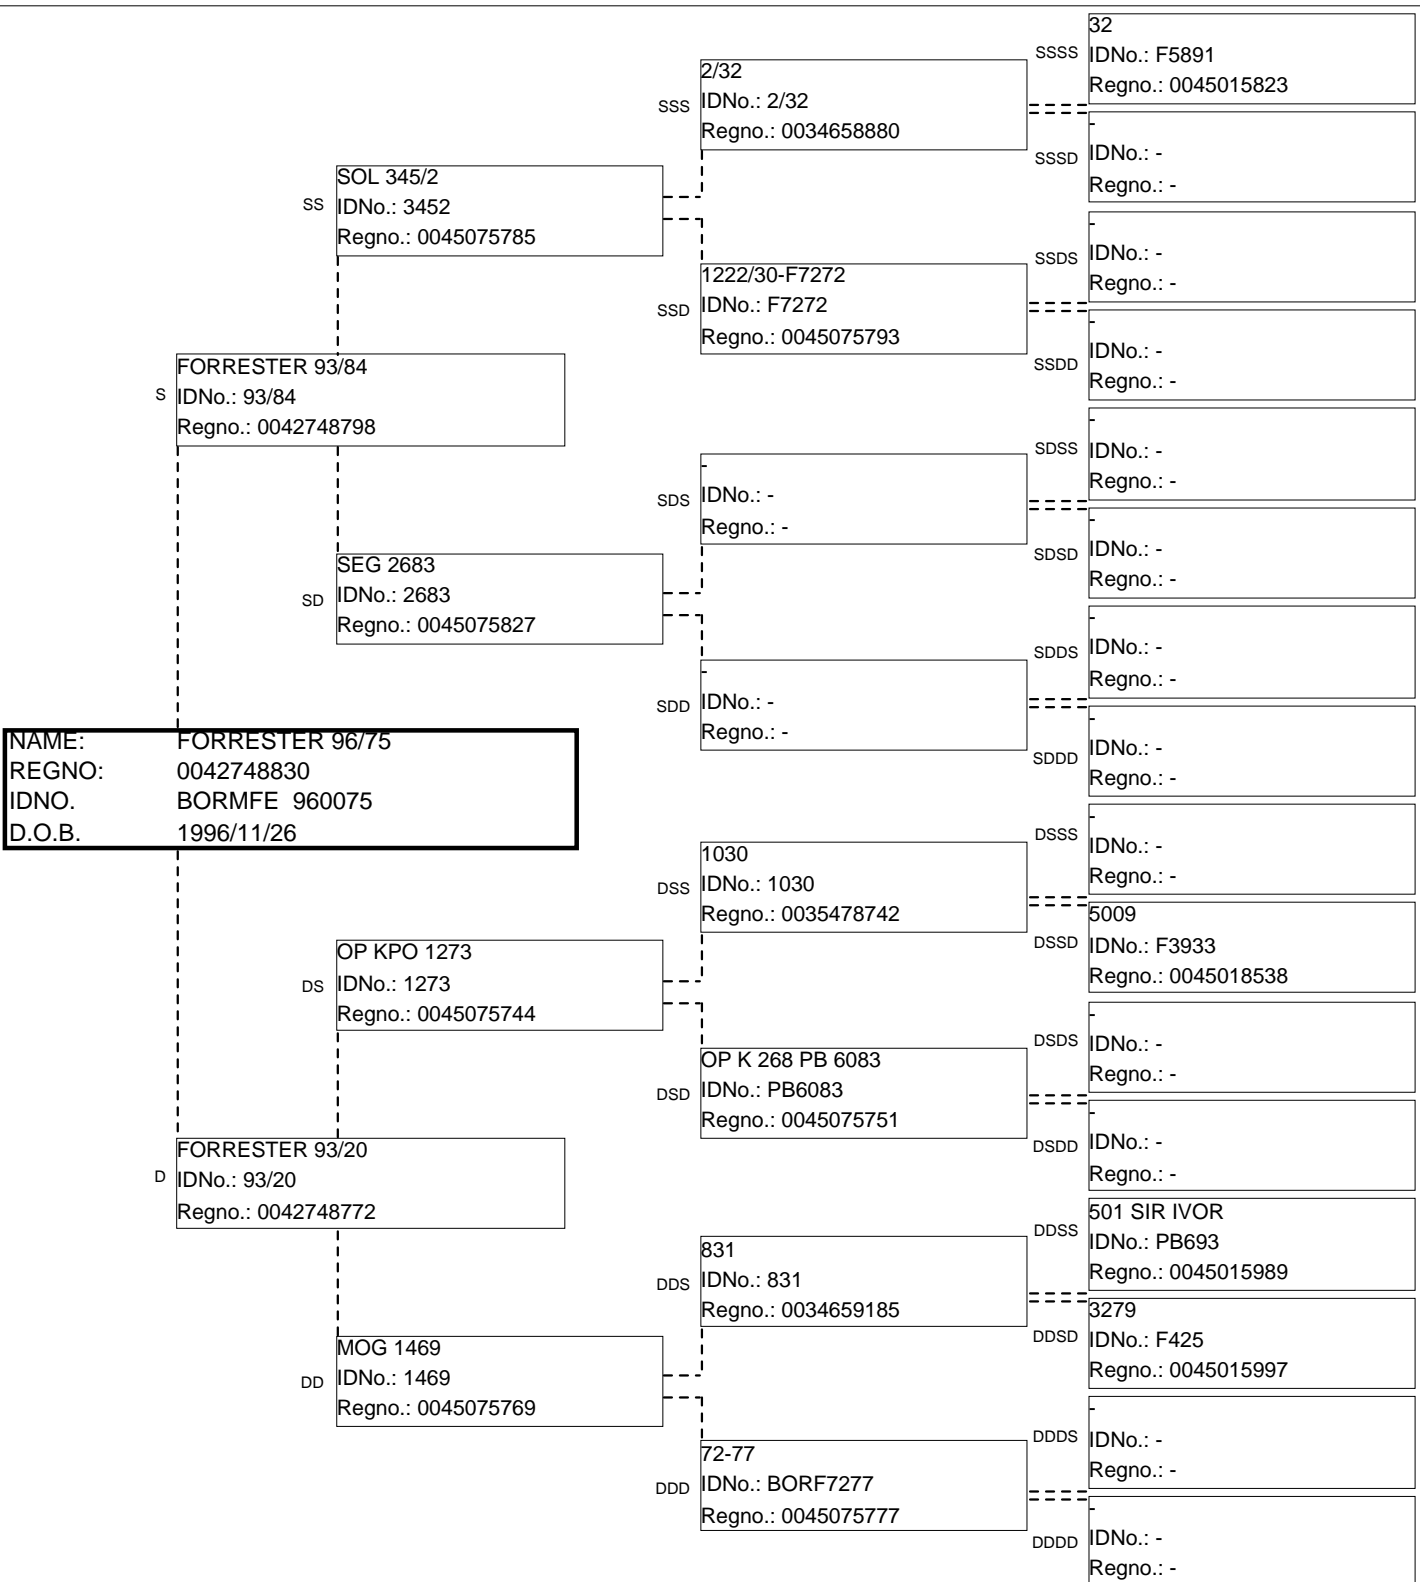 32
SSSS IDNo.: F5891
Regno.: 0045015823
2/32
SSS IDNo.: 2/32
Regno.: 0034658880
-
SSSD IDNo.: -
Regno.: -
SOL 345/2
SS IDNo.: 3452
Regno.: 0045075785
-
SSDS IDNo.: -
Regno.: -
1222/30-F7272
SSD IDNo.: F7272
Regno.: 0045075793
-
SSDD IDNo.: -
Regno.: -
FORRESTER 93/84
S IDNo.: 93/84
Regno.: 0042748798
-
SDSS IDNo.: -
Regno.: -
-
SDS IDNo.: -
Regno.: -
-
SDSD IDNo.: -
Regno.: -
SEG 2683
SD IDNo.: 2683
Regno.: 0045075827
-
SDDS IDNo.: -
Regno.: -
-
SDD IDNo.: -
Regno.: -
-
SDDD IDNo.: -
Regno.: -
NAME: FORRESTER 96/75
REGNO: 0042748830
IDNO. BORMFE 960075
D.O.B. 1996/11/26
-
DSSS IDNo.: -
Regno.: -
1030
DSS IDNo.: 1030
Regno.: 0035478742
5009
DSSD IDNo.: F3933
Regno.: 0045018538
OP KPO 1273
DS IDNo.: 1273
Regno.: 0045075744
-
DSDS IDNo.: -
Regno.: -
OP K 268 PB 6083
DSD IDNo.: PB6083
Regno.: 0045075751
-
DSDD IDNo.: -
Regno.: -
FORRESTER 93/20
D IDNo.: 93/20
Regno.: 0042748772
501 SIR IVOR
DDSS IDNo.: PB693
Regno.: 0045015989
831
DDS IDNo.: 831
Regno.: 0034659185
3279
DDSD IDNo.: F425
Regno.: 0045015997
MOG 1469
DD IDNo.: 1469
Regno.: 0045075769
-
DDDS IDNo.: -
Regno.: -
72-77
DDD IDNo.: BORF7277
Regno.: 0045075777
-
DDDD IDNo.: -
Regno.: -